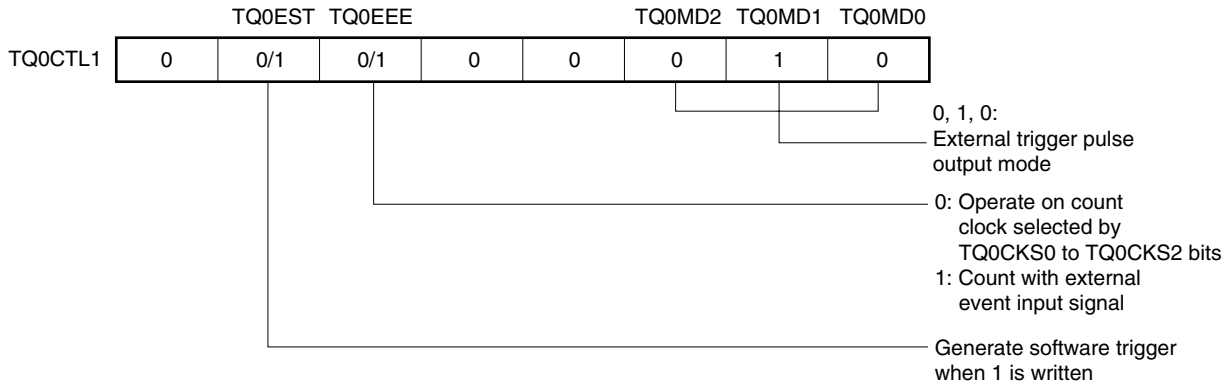 TQ0EST TQ0EEE TQ0MD2 TQ0MD1 TQ0MD0
TQ0CTL1 0 0/1 0/1 0 0 0 1 0
0, 1, 0:
External trigger pulse
output mode
0: Operate on count
clock selected by
TQ0CKS0 to TQ0CKS2 bits
1: Count with external
event input signal
Generate software trigger
when 1 is written